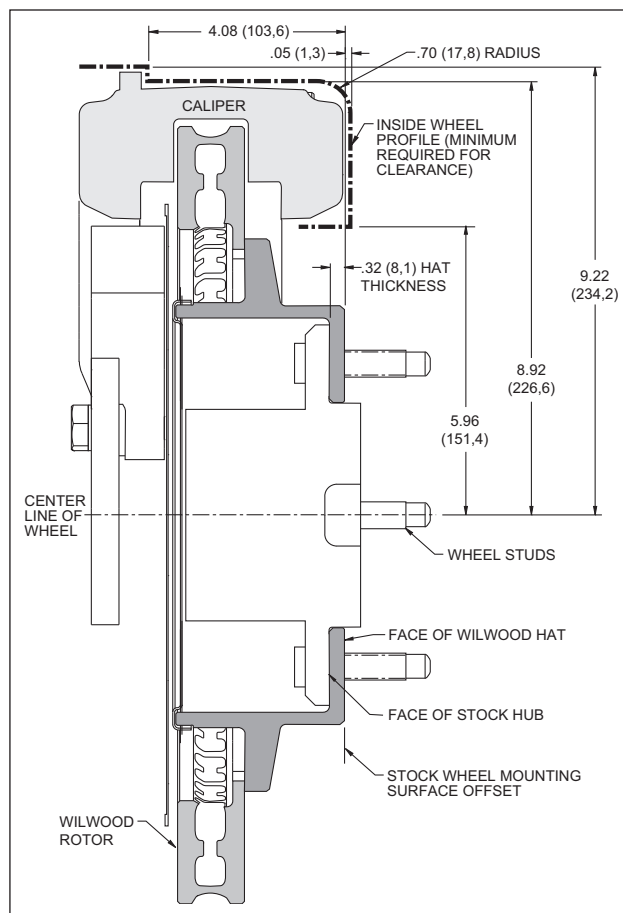 4.08 (103,6)
.05 (1,3)
.70 (17,8) RADIUS
CALIPER
INSIDE WHEEL
PROFILE (MINIMUM
REQUIRED FOR
CLEARANCE)
.32 (8,1) HAT
THICKNESS
9.22
(234,2)
8.92
(226,6)
5.96
(151,4)
CENTER
LINE OF
WHEEL
WHEEL STUDS
FACE OF WILWOOD HAT
FACE OF STOCK HUB
STOCK WHEEL MOUNTING
SURFACE OFFSET
WILWOOD
ROTOR